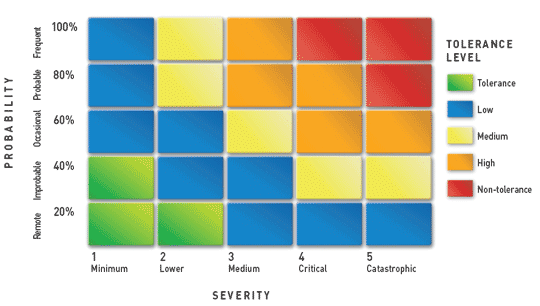 PROBABILITY
Frequent
100%
Probable
80%
Occasional
60%
Improbable
40%
Remote
20%
1
Minimum
2
Lower
3
Medium
4
Critical
5
Catastrophic
SEVERITY
TOLERANCE
LEVEL
Tolerance
Low
Medium
High
Non-tolerance